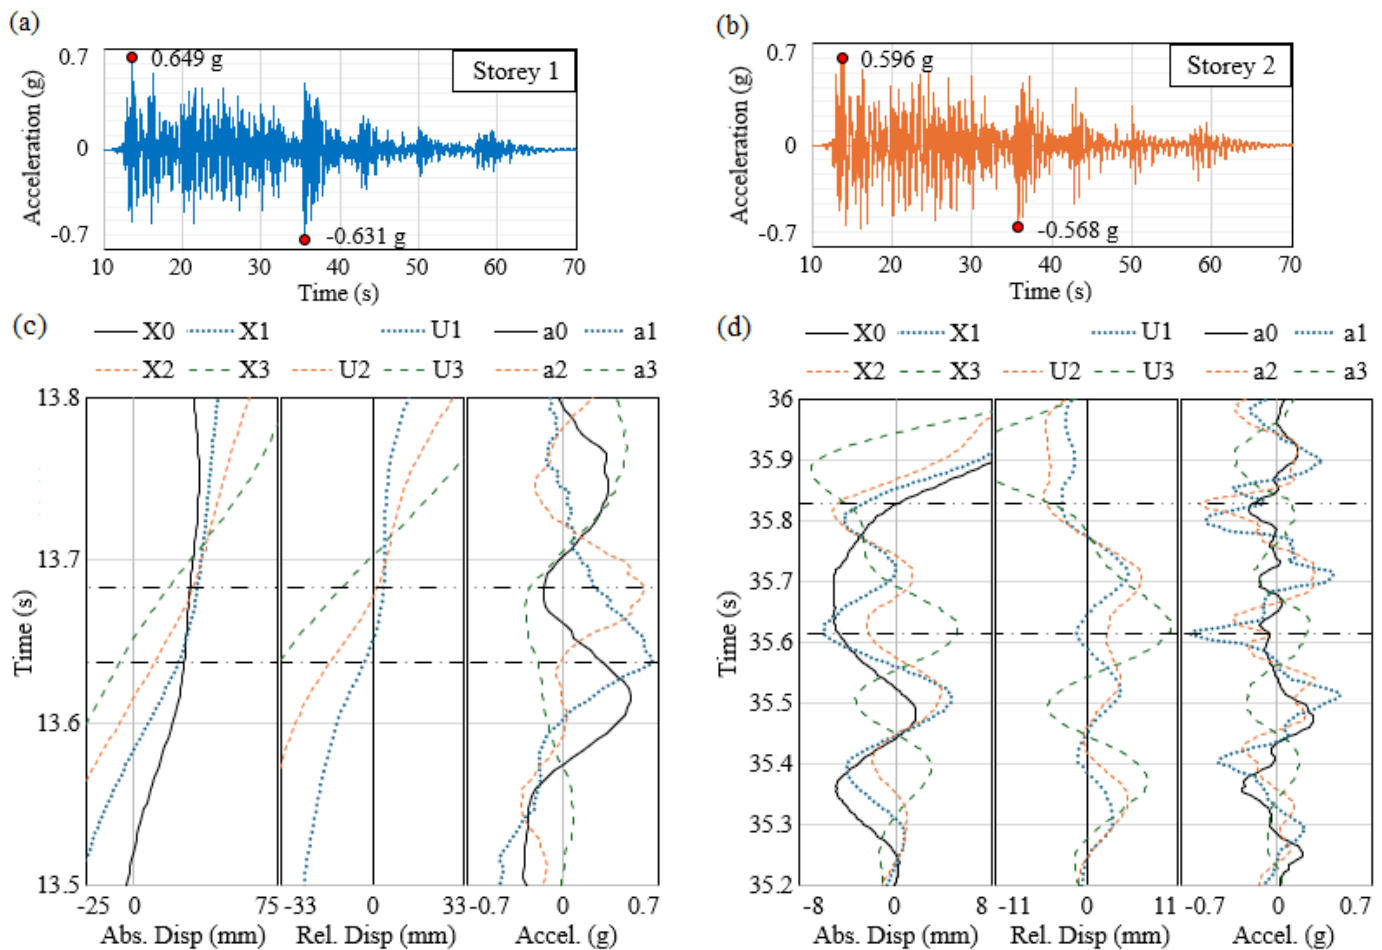 (a)
0.7
0.649 g
Storey 1
Acceleration (g)
0
-0.7
-0.631 g
10 20 30 40 50 60 70
Time (s)
(b)
0.7
0.596 g
Storey 2
Acceleration (g)
0
-0.7
-0.568 g
10 20 30 40 50 60 70
Time (s)
(c)
X0 X1 U1 a0 a1
X2 X3 U2 U3 a2 a3
13.8
13.7
13.6
13.5
Time (s)
-25 0 75 -33 0 33 -0.7 0 0.7
Abs. Disp (mm) Rel. Disp (mm) Accel. (g)
(d)
X0 X1 U1 a0 a1
X2 X3 U2 U3 a2 a3
36
35.9
35.8
35.7
35.6
35.5
35.4
35.3
35.2
Time (s)
-8 0 8 -11 0 11 -0.7 0 0.7
Abs. Disp (mm) Rel. Disp (mm) Accel. (g)